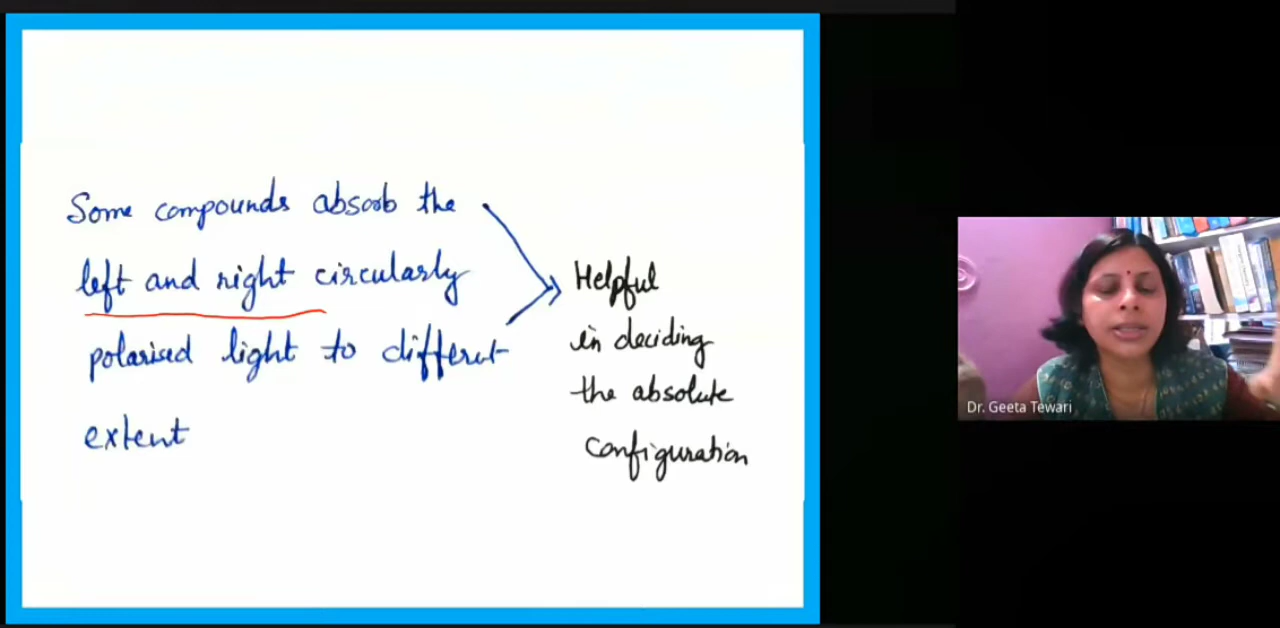 Some compounds absorb the
left and right circularly
polarised light to different
extent
Helpful
in deciding
the absolute
configuration
Dr. Geeta Tewari